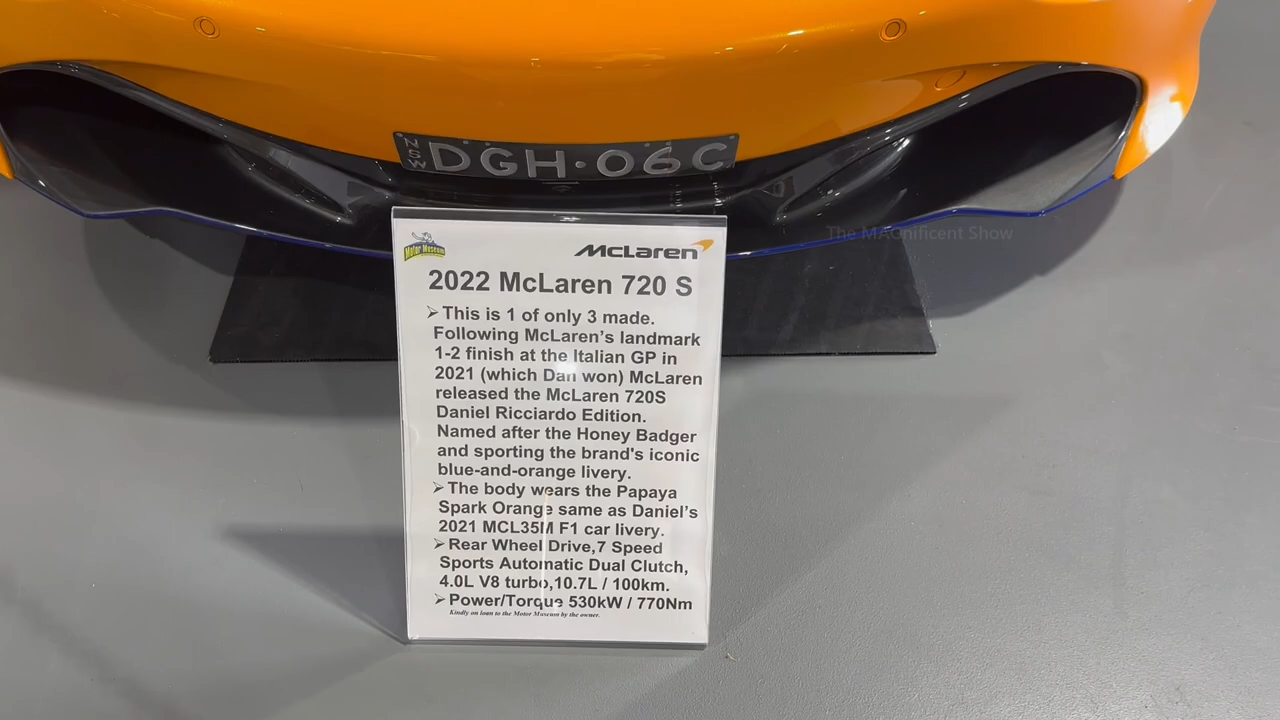 NSW DGH·06C
The MAGnificent Show
Motor Museum
McLaren
2022 McLaren 720 S
➢ This is 1 of only 3 made.
Following McLaren's landmark
1-2 finish at the Italian GP in
2021 (which Dan won) McLaren
released the McLaren 720S
Daniel Ricciardo Edition.
Named after the Honey Badger
and sporting the brand's iconic
blue-and-orange livery.
➢ The body wears the Papaya
Spark Orange same as Daniel's
2021 MCL35M F1 car livery.
➢ Rear Wheel Drive,7 Speed
Sports Automatic Dual Clutch,
4.0L V8 turbo,10.7L / 100km.
➢ Power/Torque 530kW / 770Nm
Kindly on loan to the Motor Museum by the owner.